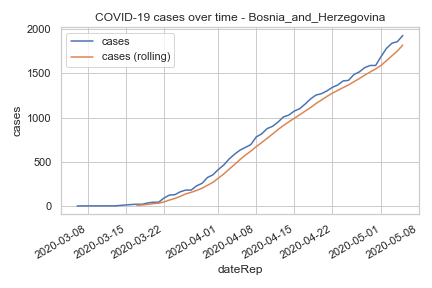 COVID-19 cases over time - Bosnia_and_Herzegovina
cases
cases (rolling)
2000
1500
1000
500
0
cases
2020-03-08
2020-03-15
2020-03-22
2020-04-01
2020-04-08
2020-04-15
2020-04-22
2020-05-01
2020-05-08
dateRep